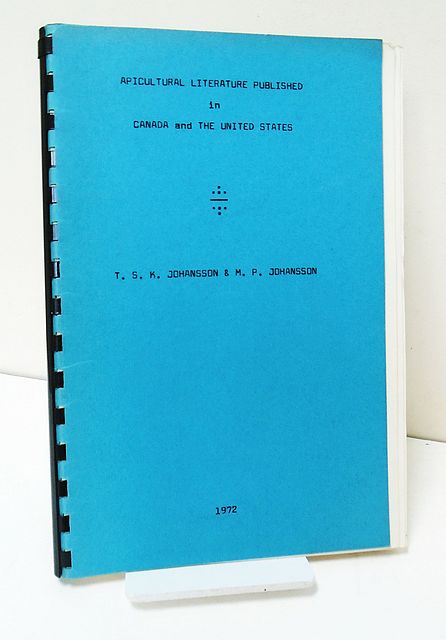 APICULTURAL LITERATURE PUBLISHED
in
CANADA and THE UNITED STATES
T. S. K. JOHANSSON & M. P. JOHANSSON
1972